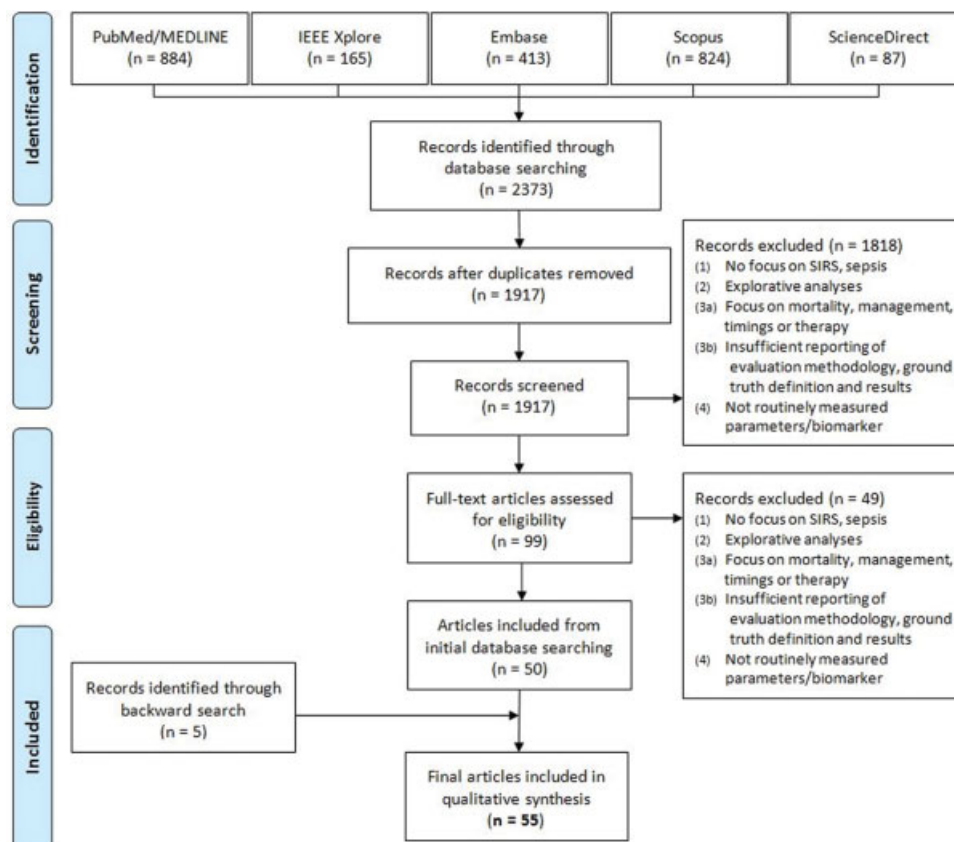 Identification
PubMed/MEDLINE
(n = 884)
IEEE Xplore
(n = 165)
Embase
(n = 413)
Scopus
(n = 824)
ScienceDirect
(n = 87)
Records identified through
database searching
(n = 2373)
Screening
Records after duplicates removed
(n = 1917)
Records screened
(n = 1917)
Records excluded (n = 1818)
(1) No focus on SIRS, sepsis
(2) Explorative analyses
(3a) Focus on mortality, management,
timings or therapy
(3b) Insufficient reporting of
evaluation methodology, ground
truth definition and results
(4) Not routinely measured
parameters/biomarker
Eligibility
Full-text articles assessed
for eligibility
(n = 99)
Records excluded (n = 49)
(1) No focus on SIRS, sepsis
(2) Explorative analyses
(3a) Focus on mortality, management,
timings or therapy
(3b) Insufficient reporting of
evaluation methodology, ground
truth definition and results
(4) Not routinely measured
parameters/biomarker
Included
Articles included from
initial database searching
(n = 50)
Records identified through
backward search
(n = 5)
Final articles included in
qualitative synthesis
(n = 55)